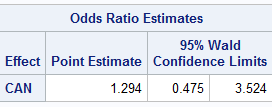 Odds Ratio Estimates
Effect Point Estimate 95% Wald Confidence Limits
CAN 1.294 0.475 3.524